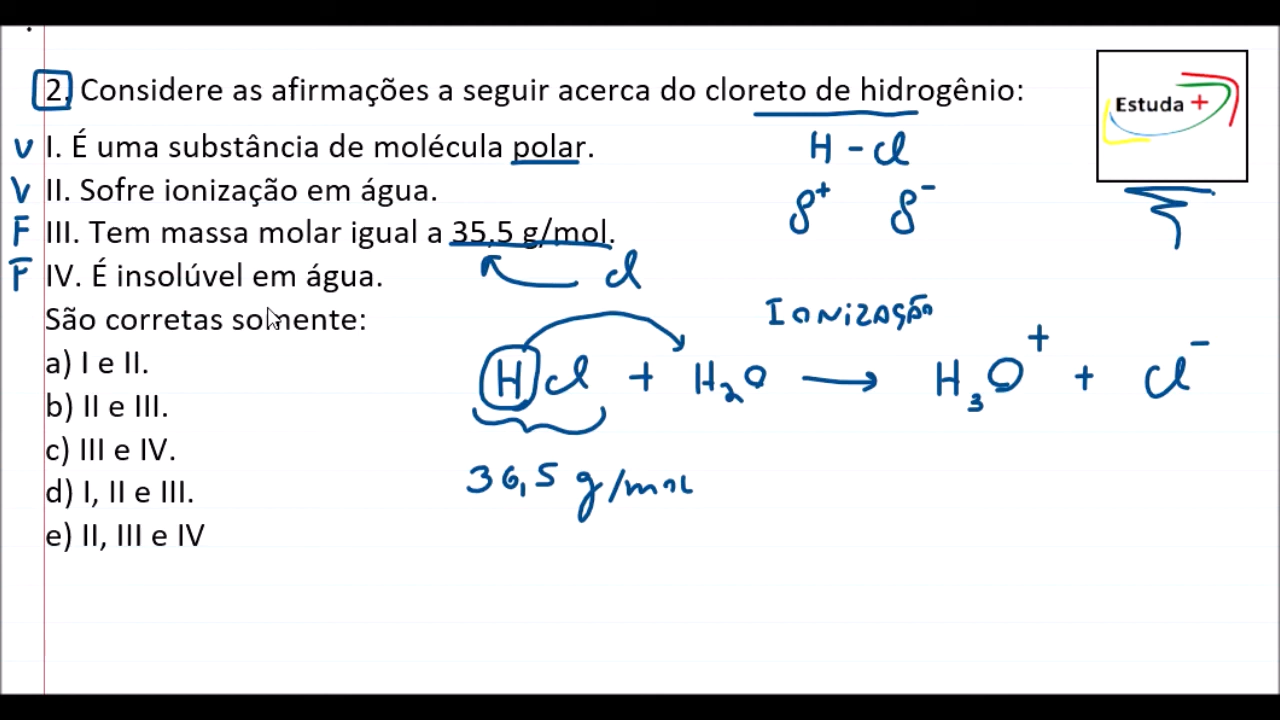 2. Considere as afirmações a seguir acerca do cloreto de hidrogênio:
Estuda +
V I. É uma substância de molécula polar.
H - Cl
V II. Sofre ionização em água.
δ+ δ-
F III. Tem massa molar igual a 35,5 g/mol.
F IV. É insolúvel em água.
Cl
São corretas somente:
Ionização
a) I e II.
HCl + H2O → H3O+ + Cl-
b) II e III.
c) III e IV.
36,5 g/mol
d) I, II e III.
e) II, III e IV